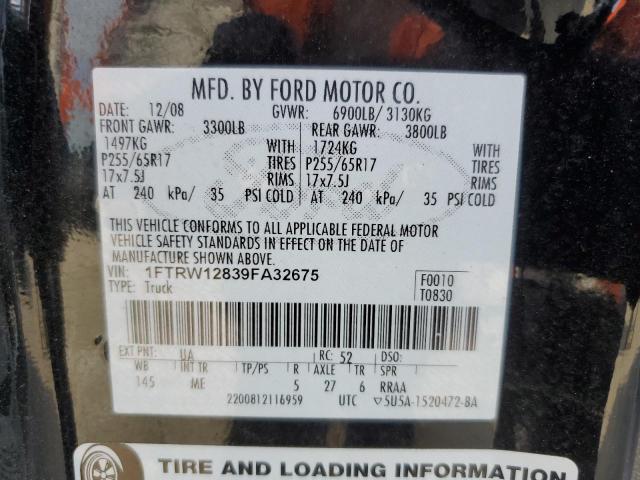 MFD. BY FORD MOTOR CO.
DATE: 12/08 GVWR: 6900LB/ 3130KG
FRONT GAWR: 3300LB REAR GAWR: 3800LB
1497KG WITH 1724KG WITH
P255/65R17 TIRES P255/65R17 TIRES
17x7.5J RIMS 17x7.5J RIMS
AT 240 kPa/ 35 PSI COLD AT 240 kPa/ 35 PSI COLD
THIS VEHICLE CONFORMS TO ALL APPLICABLE FEDERAL MOTOR
VEHICLE SAFETY STANDARDS IN EFFECT ON THE DATE OF
MANUFACTURE SHOWN ABOVE.
VIN: 1FTRW12839FA32675 F0010
TYPE: Truck T0830
EXT PNT: UA RC: 52 DSO:
WB INT TR TP/PS R AXLE TR SPR
145 ME 5 27 6 RRAA
2200812116959 UTC ▽5U5A-1520472-BA
TIRE AND LOADING INFORMATION